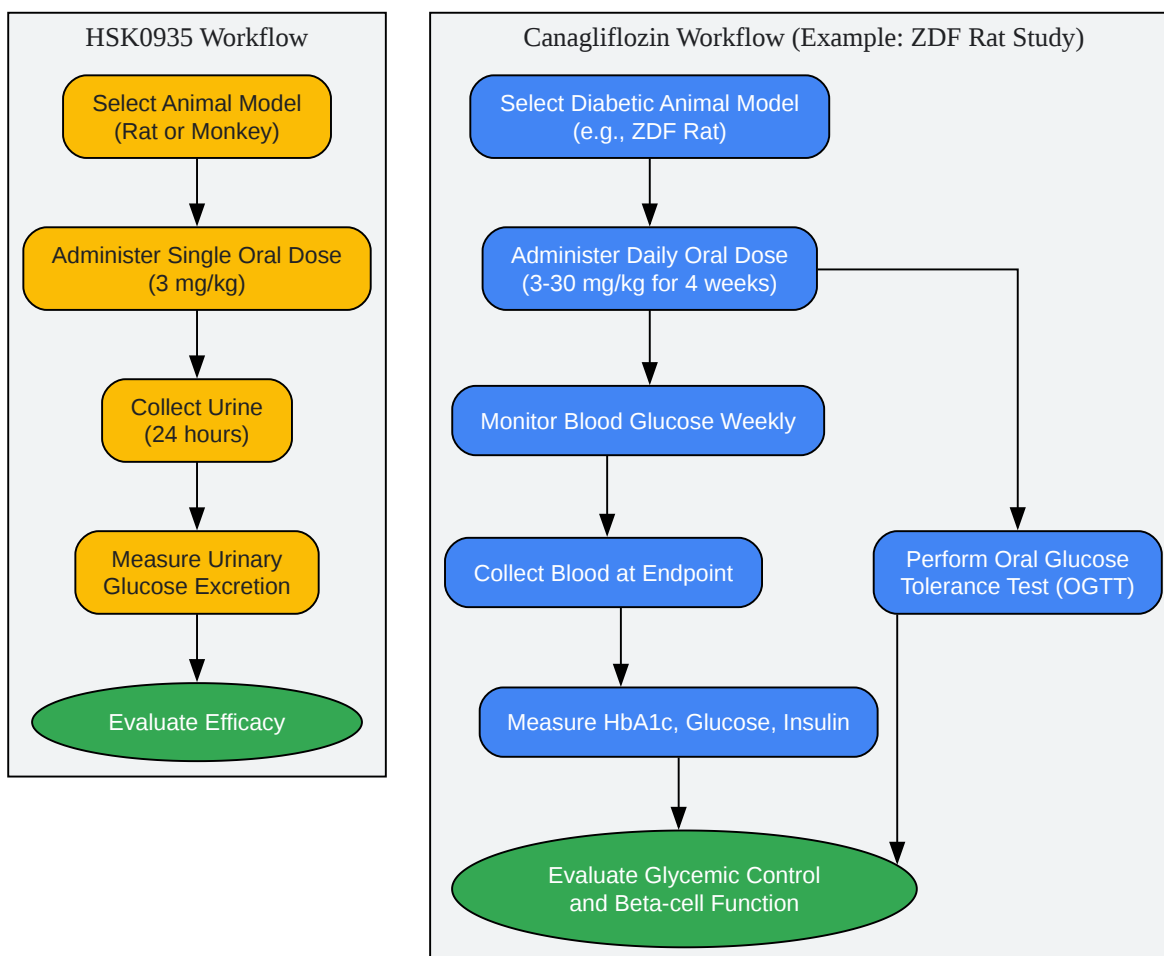 HSK0935 Workflow
Select Animal Model
(Rat or Monkey)
Administer Single Oral Dose
(3 mg/kg)
Collect Urine
(24 hours)
Measure Urinary
Glucose Excretion
Evaluate Efficacy
Canagliflozin Workflow (Example: ZDF Rat Study)
Select Diabetic Animal Model
(e.g., ZDF Rat)
Administer Daily Oral Dose
(3-30 mg/kg for 4 weeks)
Monitor Blood Glucose Weekly
Collect Blood at Endpoint
Perform Oral Glucose
Tolerance Test (OGTT)
Measure HbA1c, Glucose, Insulin
Evaluate Glycemic Control
and Beta-cell Function